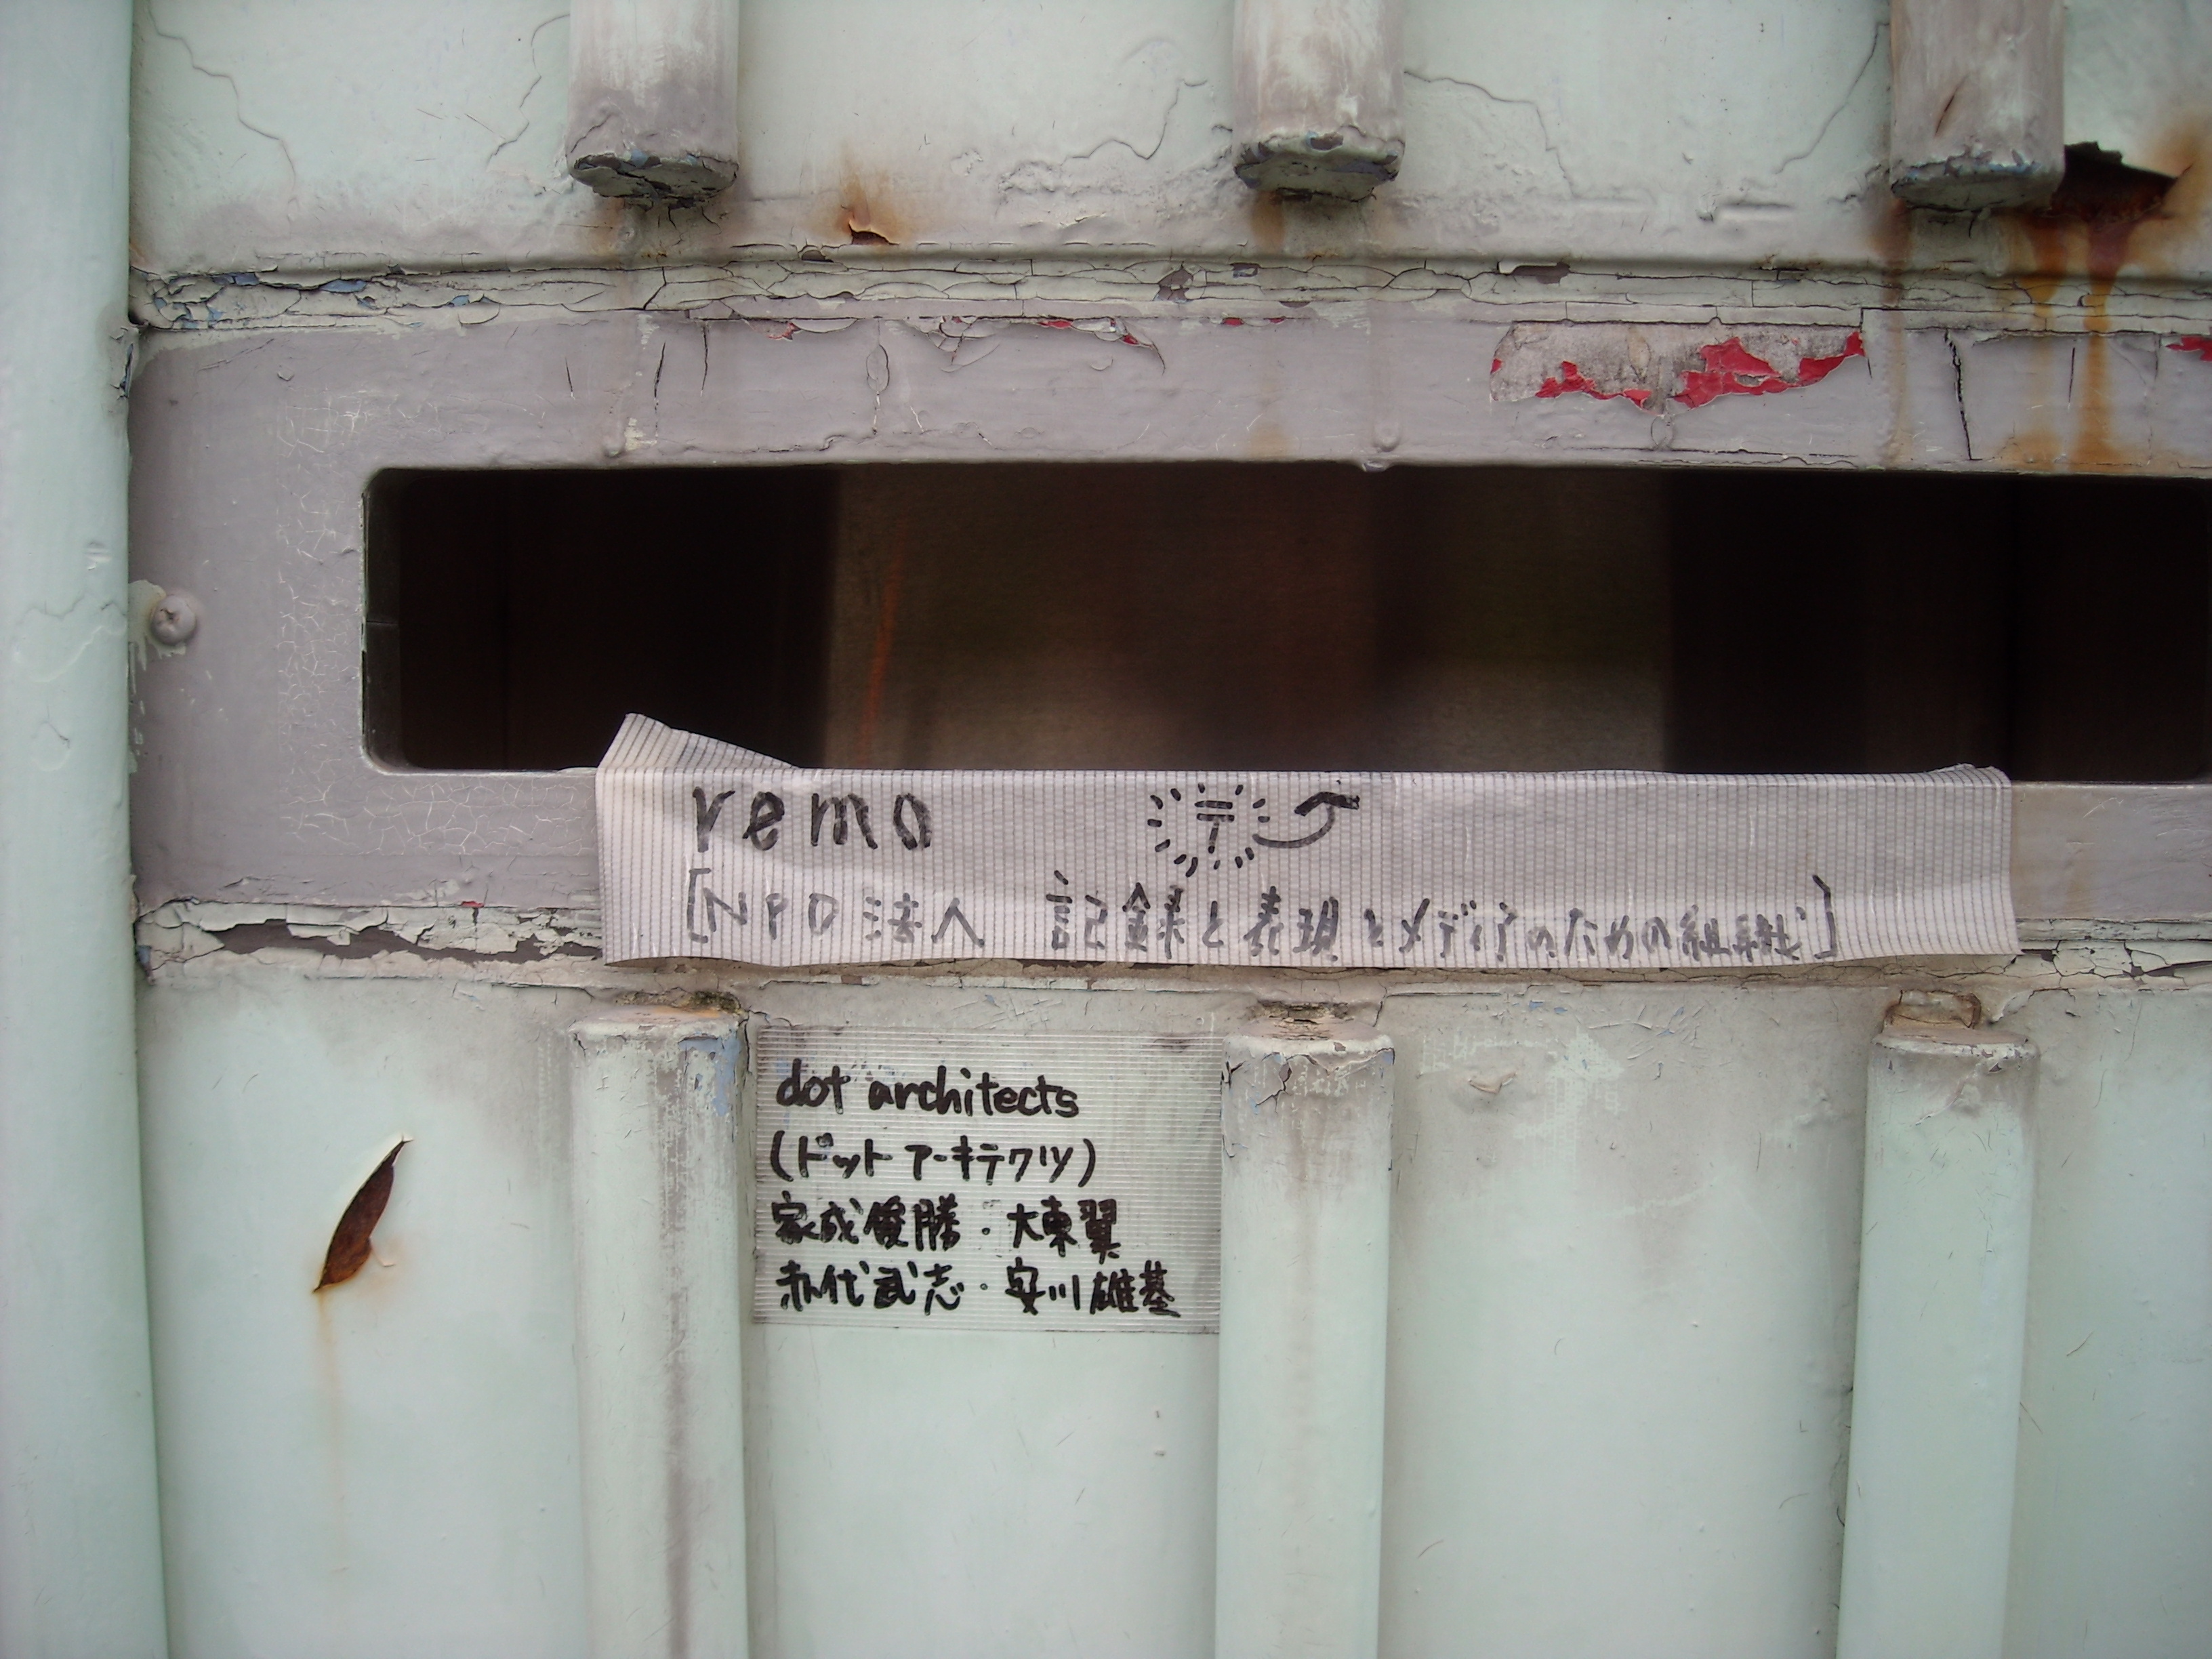 remo 〒
[NPO法人 記録と表現とメディアのための組織]
dot architects
(ドットアーキテクツ)
家成俊勝・大東翼
赤代武志・安川雄基